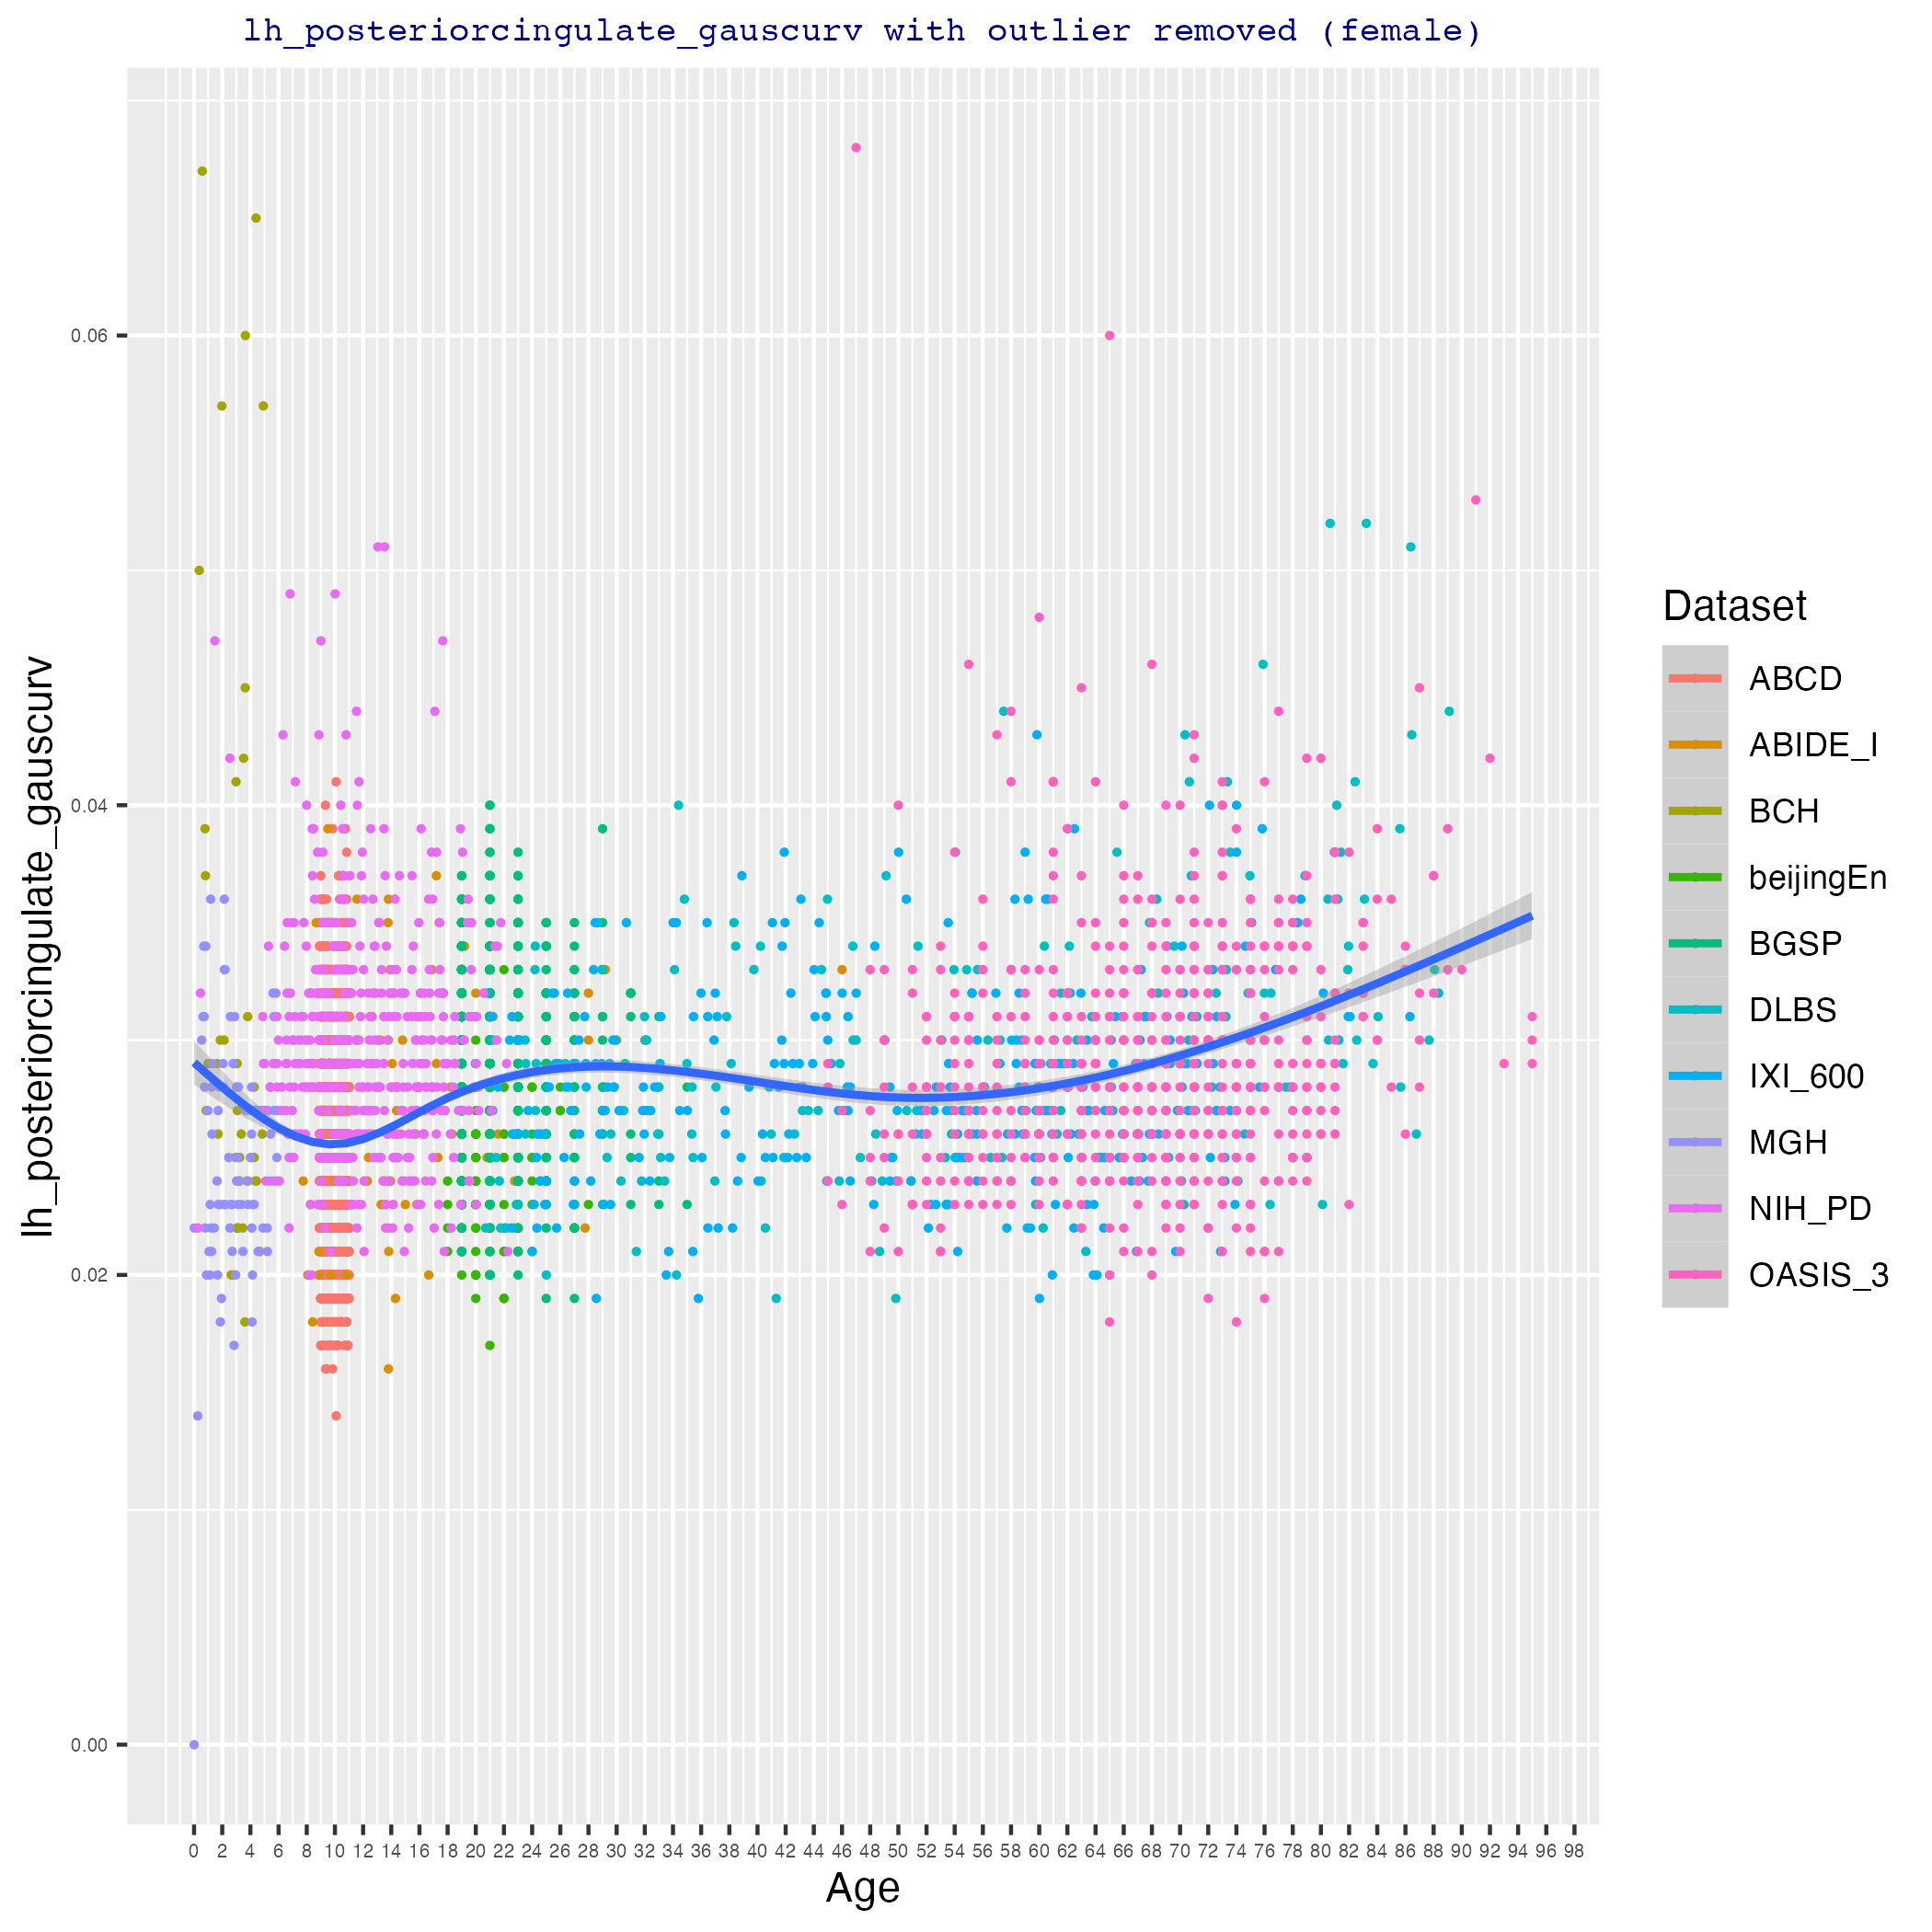 lh_posteriorcingulate_gauscurv with outlier removed (female)
lh_posteriorcingulate_gauscurv
0.06
0.04
0.02
0.00
0 2 4 6 8 10 12 14 16 18 20 22 24 26 28 30 32 34 36 38 40 42 44 46 48 50 52 54 56 58 60 62 64 66 68 70 72 74 76 78 80 82 84 86 88 90 92 94 96 98
Age
Dataset
ABCD
ABIDE_I
BCH
beijingEn
BGSP
DLBS
IXI_600
MGH
NIH_PD
OASIS_3